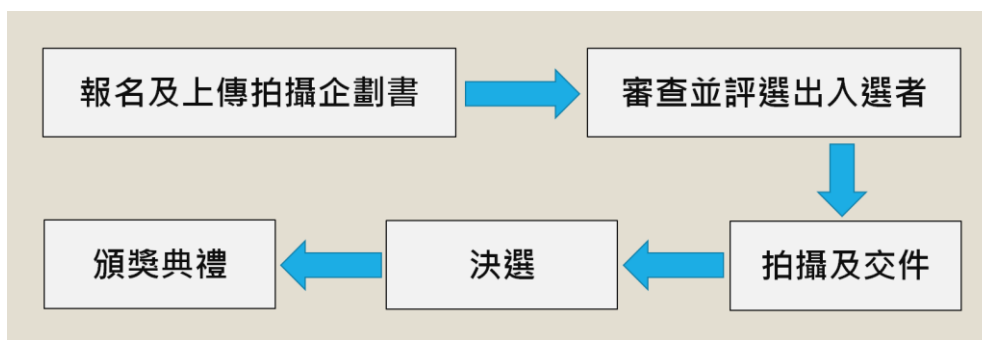 報名及上傳拍攝企劃書
審查並評選出入選者
拍攝及交件
決選
頒獎典禮